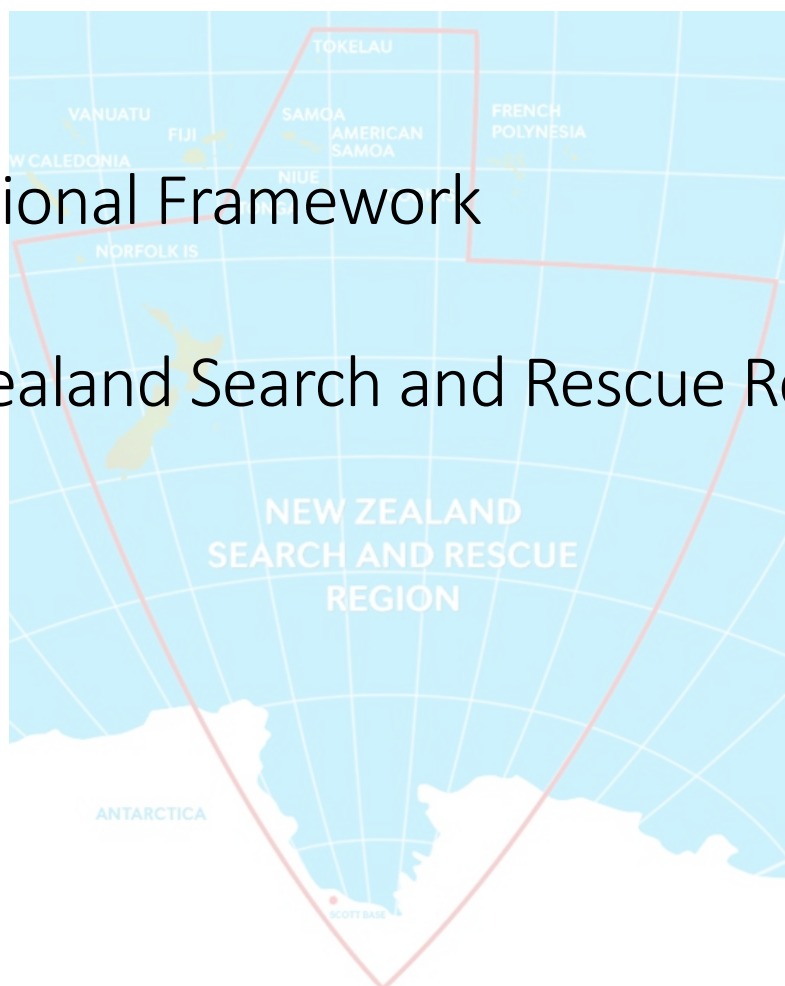 TOKELAU
VANUATU
SAMOA
FRENCH
POLYNESIA
FIJI
AMERICAN
SAMOA
W CALEDONIA
NIUE
ional Framework
TONGA
NORFOLK IS
ealand Search and Rescue Re
NEW ZEALAND
SEARCH AND RESCUE
REGION
ANTARCTICA
SCOTT BASE